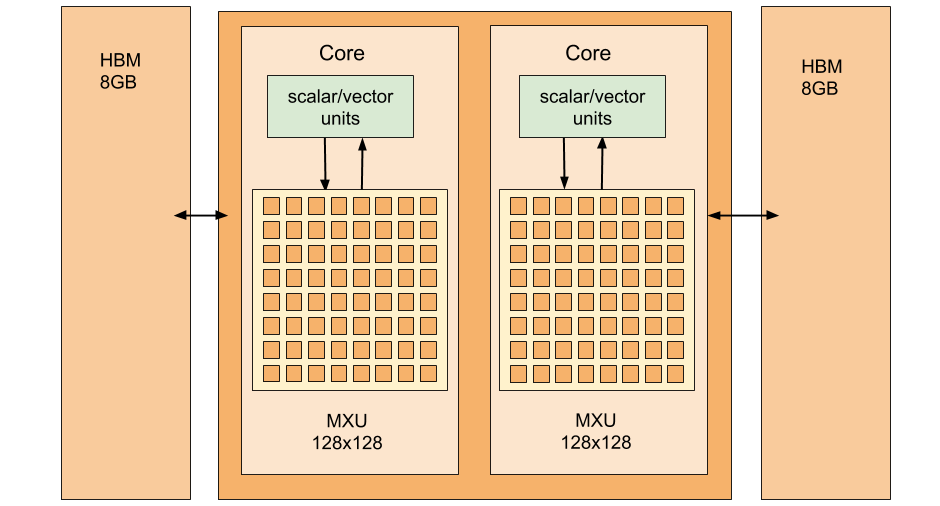 HBM
8GB
Core
scalar/vector
units
MXU
128x128
Core
scalar/vector
units
MXU
128x128
HBM
8GB